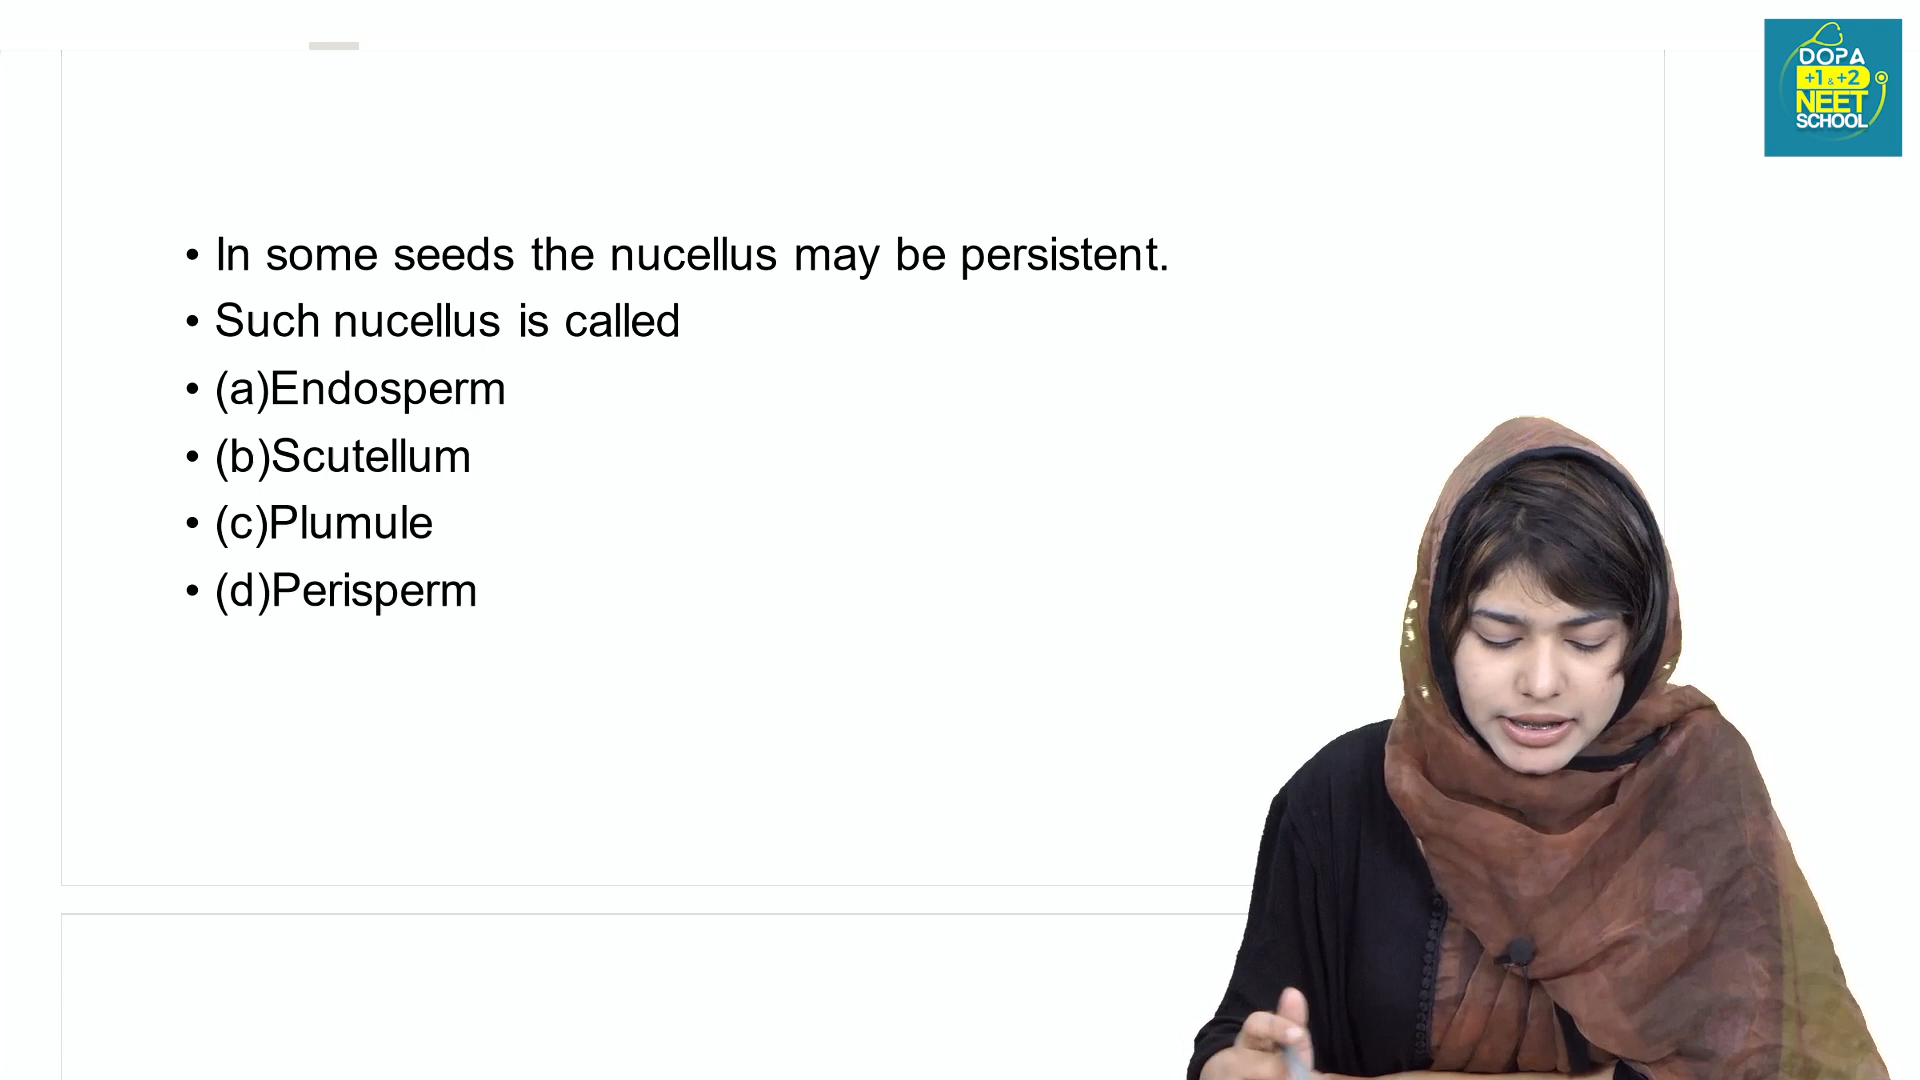 DOPA
+1 & +2
NEET
SCHOOL
• In some seeds the nucellus may be persistent.
• Such nucellus is called
• (a)Endosperm
• (b)Scutellum
• (c)Plumule
• (d)Perisperm